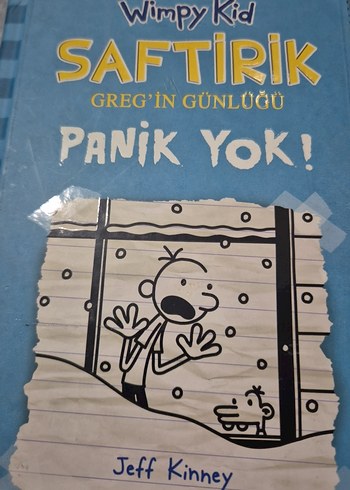 Wimpy Kid
SAFTİRİK
GREG'İN GÜNLÜĞÜ
PANİK YOK!
Jeff Kinney